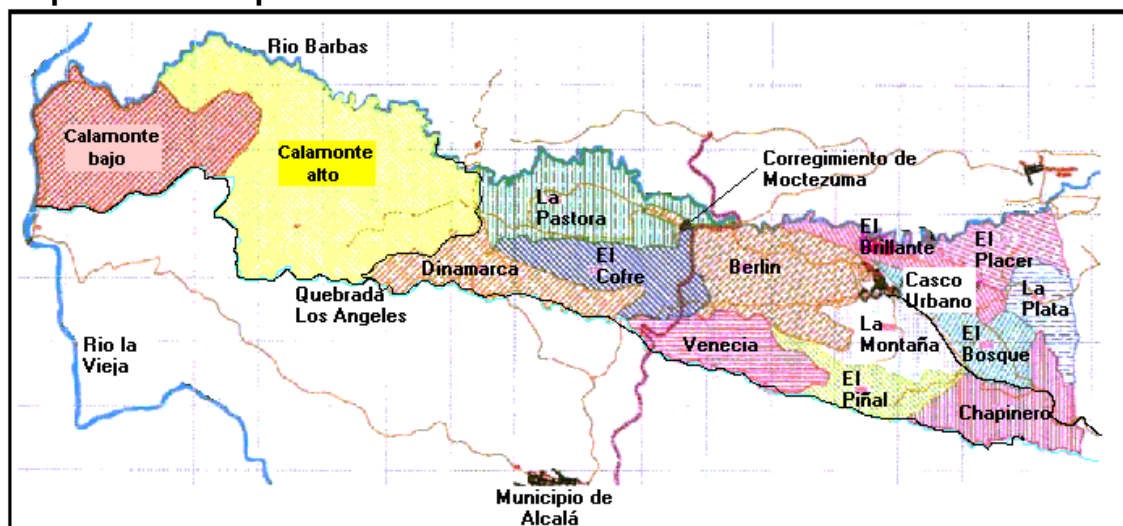 Rio Barbas
Calamonte
bajo
Calamonte
alto
Corregimiento de
Moctezuma
La
Pastora
El
Brillante
El
Placer
El
Cofre
Dinamarca
Berlin
Casco
Urbano
La
Plata
Quebrada
Los Angeles
La
Montaña
El
Bosque
Rio la
Vieja
Venecia
El
Piñal
Chapinero
Municipio de
Alcalá